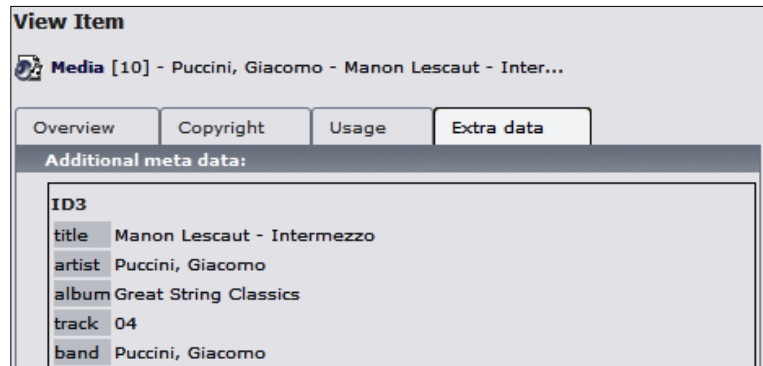 View Item
Media [10] - Puccini, Giacomo - Manon Lescaut - Inter...
Overview Copyright Usage Extra data
Additional meta data:
ID3
title Manon Lescaut - Intermezzo
artist Puccini, Giacomo
album Great String Classics
track 04
band Puccini, Giacomo